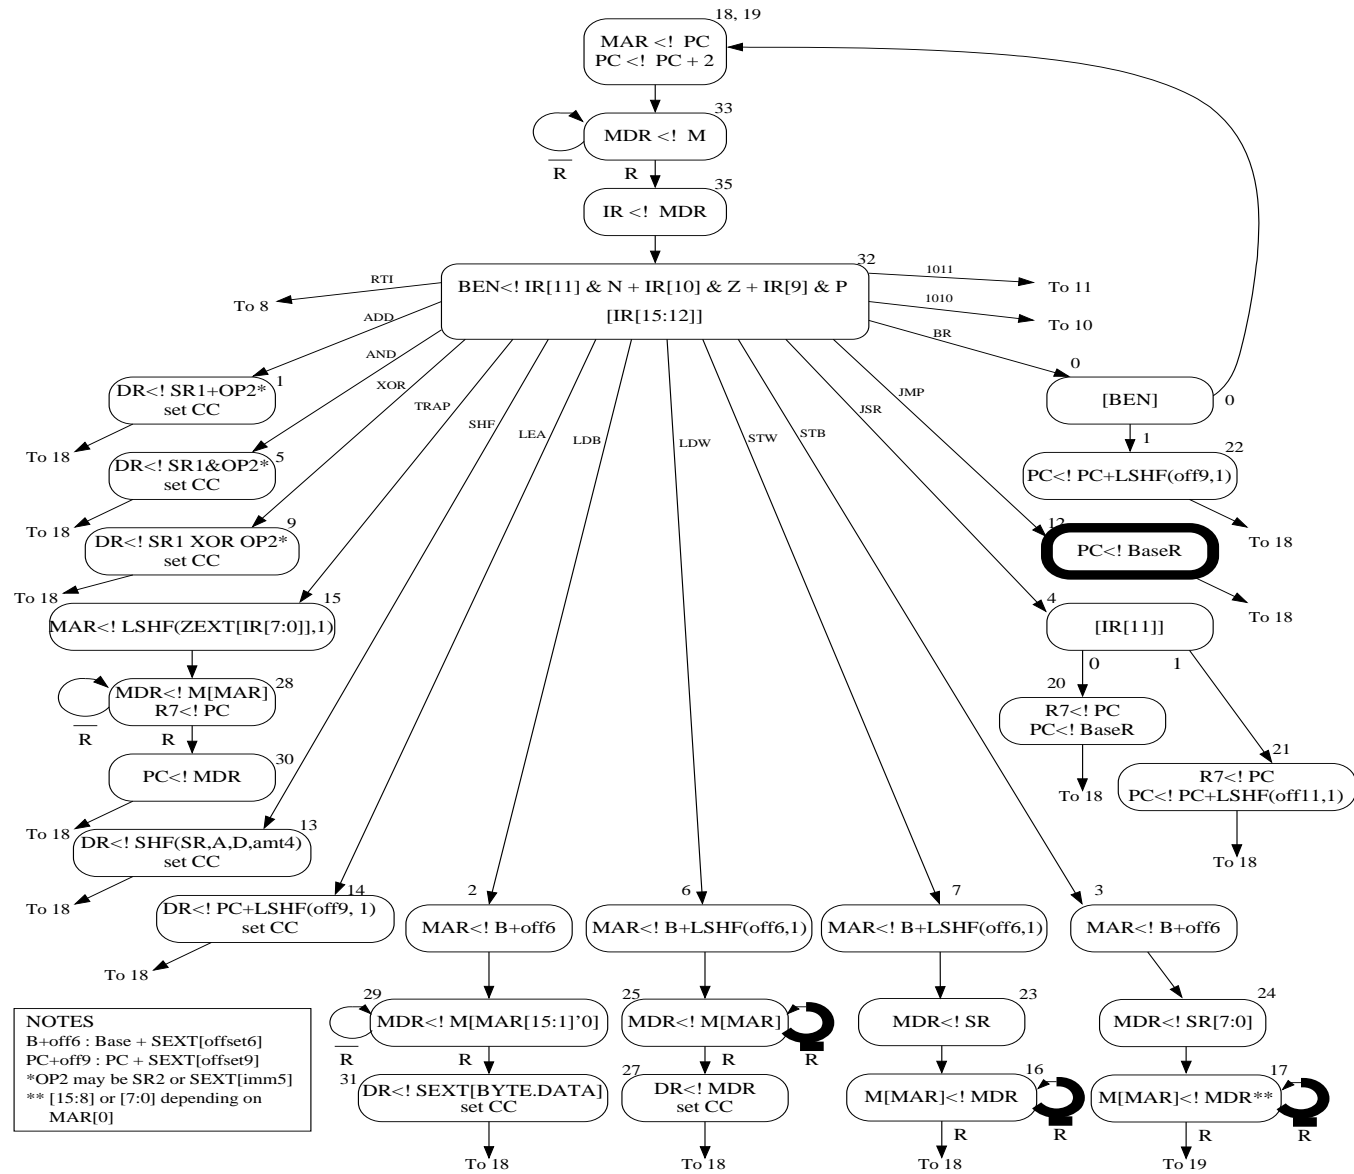 18, 19
MAR <! PC
PC <! PC + 2
33
MDR <! M
R
R
35
IR <! MDR
32
BEN<! IR[11] & N + IR[10] & Z + IR[9] & P
[IR[15:12]]
RTI
To 8
1011
To 11
1010
To 10
ADD
AND
XOR
TRAP
SHF
LEA
LDB
LDW
STW
STB
JSR
JMP
BR
1
DR<! SR1+OP2*
set CC
To 18
5
DR<! SR1&OP2*
set CC
To 18
9
DR<! SR1 XOR OP2*
set CC
To 18
15
MAR<! LSHF(ZEXT[IR[7:0]],1)
28
MDR<! M[MAR]
R7<! PC
R
R
30
PC<! MDR
To 18
13
DR<! SHF(SR,A,D,amt4)
set CC
To 18
14
DR<! PC+LSHF(off9, 1)
set CC
To 18
0
[BEN]
0
1
22
PC<! PC+LSHF(off9,1)
To 18
12
PC<! BaseR
To 18
4
[IR[11]]
0
1
20
R7<! PC
PC<! BaseR
To 18
21
R7<! PC
PC<! PC+LSHF(off11,1)
To 18
2
MAR<! B+off6
29
MDR<! M[MAR[15:1]'0]
R
R
31
DR<! SEXT[BYTE.DATA]
set CC
To 18
6
MAR<! B+LSHF(off6,1)
25
MDR<! M[MAR]
R
R
27
DR<! MDR
set CC
To 18
7
MAR<! B+LSHF(off6,1)
23
MDR<! SR
16
M[MAR]<! MDR
R
R
To 18
3
MAR<! B+off6
24
MDR<! SR[7:0]
17
M[MAR]<! MDR**
R
R
To 19
NOTES
B+off6 : Base + SEXT[offset6]
PC+off9 : PC + SEXT[offset9]
*OP2 may be SR2 or SEXT[imm5]
** [15:8] or [7:0] depending on
MAR[0]